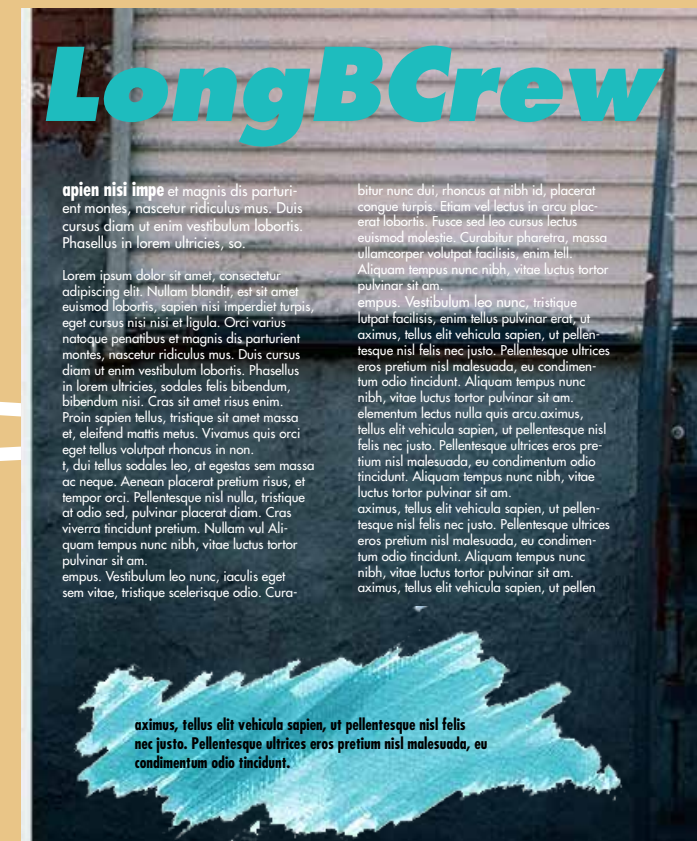 LongBCrew
apien nisi impe et magnis dis parturi-
ent montes, nascetur ridiculus mus. Duis
cursus diam ut enim vestibulum lobortis.
Phasellus in lorem ultricies, so.
Lorem ipsum dolor sit amet, consectetur
adipiscing elit. Nullam blandit, est sit amet
euismod lobortis, sapien nisi imperdiet turpis,
eget cursus nisi nisi et ligula. Orci varius
natoque penatibus et magnis dis parturient
montes, nascetur ridiculus mus. Duis cursus
diam ut enim vestibulum lobortis. Phasellus
in lorem ultricies, sodales felis bibendum,
bibendum nisi. Cras sit amet risus enim.
Proin sapien tellus, tristique sit amet massa
et, eleifend mattis metus. Vivamus quis orci
eget tellus volutpat rhoncus in non.
t, dui tellus sodales leo, at egestas sem massa
ac neque. Aenean placerat pretium risus, et
tempor orci. Pellentesque nisl nulla, tristique
at odio sed, pulvinar placerat diam. Cras
viverra tincidunt pretium. Nullam vul Ali-
quam tempus nunc nibh, vitae luctus tortor
pulvinar sit am.
empus. Vestibulum leo nunc, iaculis eget
sem vitae, tristique scelerisque odio. Cura-
bitur nunc dui, rhoncus at nibh id, placerat
congue turpis. Etiam vel lectus in arcu plac-
erat lobortis. Fusce sed leo cursus lectus
euismod molestie. Curabitur pharetra, massa
ullamcorper volutpat facilisis, enim tell.
Aliquam tempus nunc nibh, vitae luctus tortor
pulvinar sit am.
empus. Vestibulum leo nunc, tristique
lutpat facilisis, enim tellus pulvinar erat, ut
aximus, tellus elit vehicula sapien, ut pellen-
tesque nisl felis nec justo. Pellentesque ultrices
eros pretium nisl malesuada, eu condimen-
tum odio tincidunt. Aliquam tempus nunc
nibh, vitae luctus tortor pulvinar sit am.
elementum lectus nulla quis arcu.aximus,
tellus elit vehicula sapien, ut pellentesque nisl
felis nec justo. Pellentesque ultrices eros pre-
tium nisl malesuada, eu condimentum odio
tincidunt. Aliquam tempus nunc nibh, vitae
luctus tortor pulvinar sit am.
aximus, tellus elit vehicula sapien, ut pellen-
tesque nisl felis nec justo. Pellentesque ultrices
eros pretium nisl malesuada, eu condimen-
tum odio tincidunt. Aliquam tempus nunc
nibh, vitae luctus tortor pulvinar sit am.
aximus, tellus elit vehicula sapien, ut pellen
aximus, tellus elit vehicula sapien, ut pellentesque nisl felis
nec justo. Pellentesque ultrices eros pretium nisl malesuada, eu
condimentum odio tincidunt.